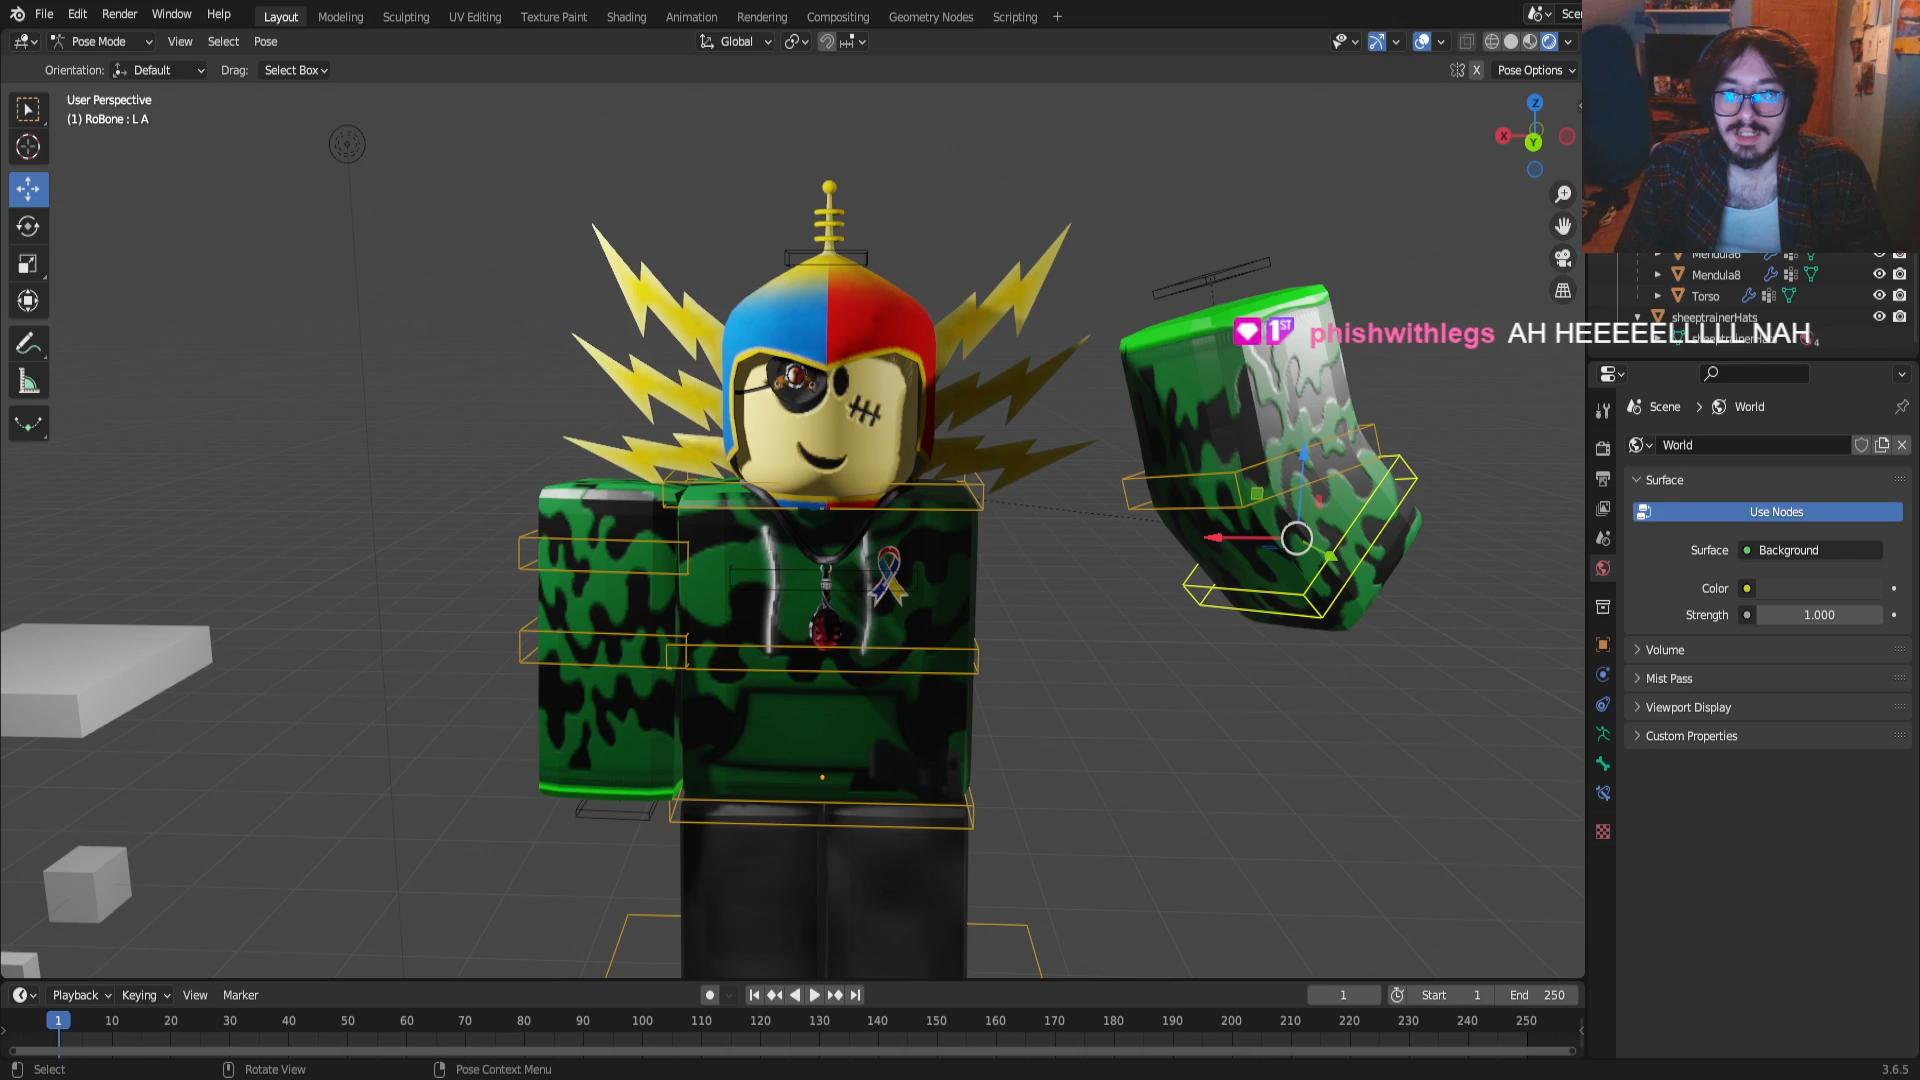 File Edit Render Window Help Layout Modeling Sculpting UV Editing Texture Paint Shading Animation Rendering Compositing Geometry Nodes Scripting +
Pose Mode View Select Pose Global
Orientation: Default Drag: Select Box X Pose Options
User Perspective
(1) RoBone : L A
Z
X
Y
Mendula8
Torso
sheeptrainerHats
1ST phishwithlegs AH HEEEEELLLLL NAH
Scene > World
World
Surface
Use Nodes
Surface Background
Color
Strength 1.000
Volume
Mist Pass
Viewport Display
Custom Properties
Playback Keying View Marker 1 Start 1 End 250
1 10 20 30 40 50 60 70 80 90 100 110 120 130 140 150 160 170 180 190 200 210 220 230 240 250
Select Rotate View Pose Context Menu 3.6.5